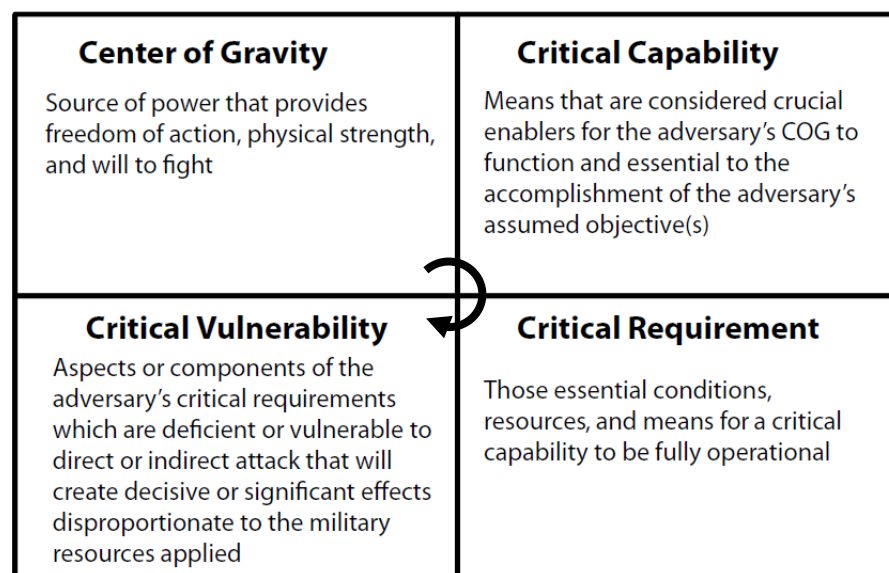 Center of Gravity
Source of power that provides
freedom of action, physical strength,
and will to fight
Critical Capability
Means that are considered crucial
enablers for the adversary’s COG to
function and essential to the
accomplishment of the adversary’s
assumed objective(s)
Critical Vulnerability
Aspects or components of the
adversary’s critical requirements
which are deficient or vulnerable to
direct or indirect attack that will
create decisive or significant effects
disproportionate to the military
resources applied
Critical Requirement
Those essential conditions,
resources, and means for a critical
capability to be fully operational